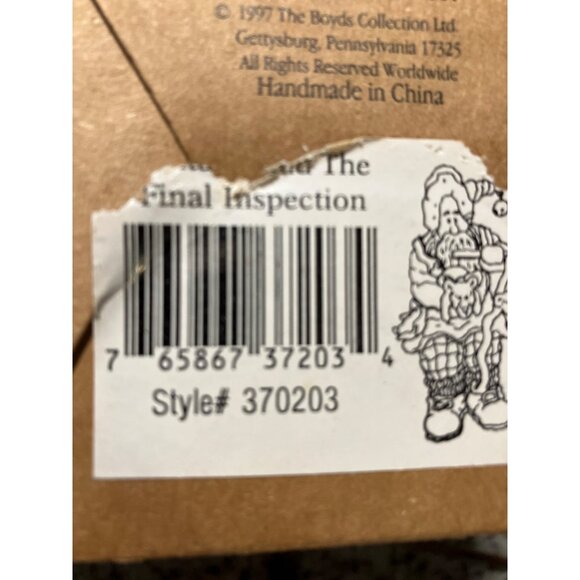 © 1997 The Boyds Collection Ltd.
Gettysburg, Pennsylvania 17325
All Rights Reserved Worldwide
Handmade in China
The
Final Inspection
7 65867 37203 4
Style# 370203